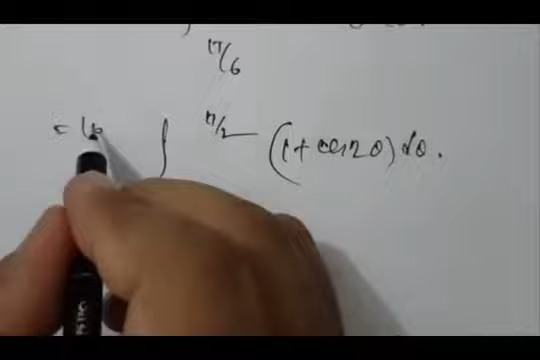 π/6
= 16 ∫ π/2 (1 + cos 2θ) dθ.